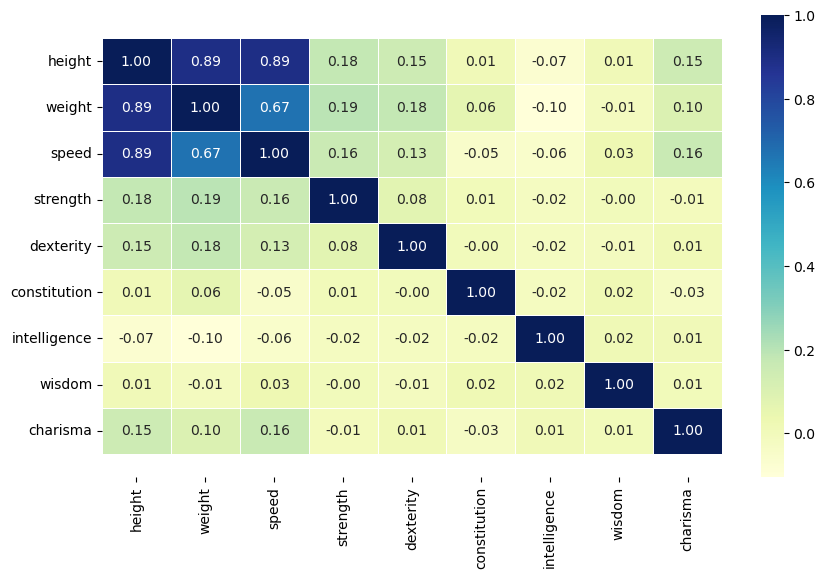 height 1.00 0.89 0.89 0.18 0.15 0.01 -0.07 0.01 0.15
weight 0.89 1.00 0.67 0.19 0.18 0.06 -0.10 -0.01 0.10
speed 0.89 0.67 1.00 0.16 0.13 -0.05 -0.06 0.03 0.16
strength 0.18 0.19 0.16 1.00 0.08 0.01 -0.02 -0.00 -0.01
dexterity 0.15 0.18 0.13 0.08 1.00 -0.00 -0.02 -0.01 0.01
constitution 0.01 0.06 -0.05 0.01 -0.00 1.00 -0.02 0.02 -0.03
intelligence -0.07 -0.10 -0.06 -0.02 -0.02 -0.02 1.00 0.02 0.01
wisdom 0.01 -0.01 0.03 -0.00 -0.01 0.02 0.02 1.00 0.01
charisma 0.15 0.10 0.16 -0.01 0.01 -0.03 0.01 0.01 1.00
height weight speed strength dexterity constitution intelligence wisdom charisma
1.0
0.8
0.6
0.4
0.2
0.0